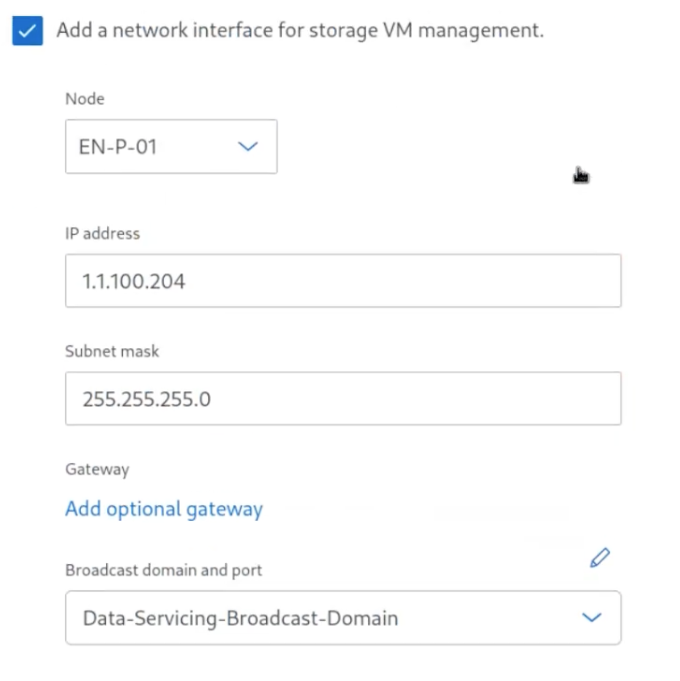 Add a network interface for storage VM management.
Node
EN-P-01
IP address
1.1.100.204
Subnet mask
255.255.255.0
Gateway
Add optional gateway
Broadcast domain and port
Data-Servicing-Broadcast-Domain